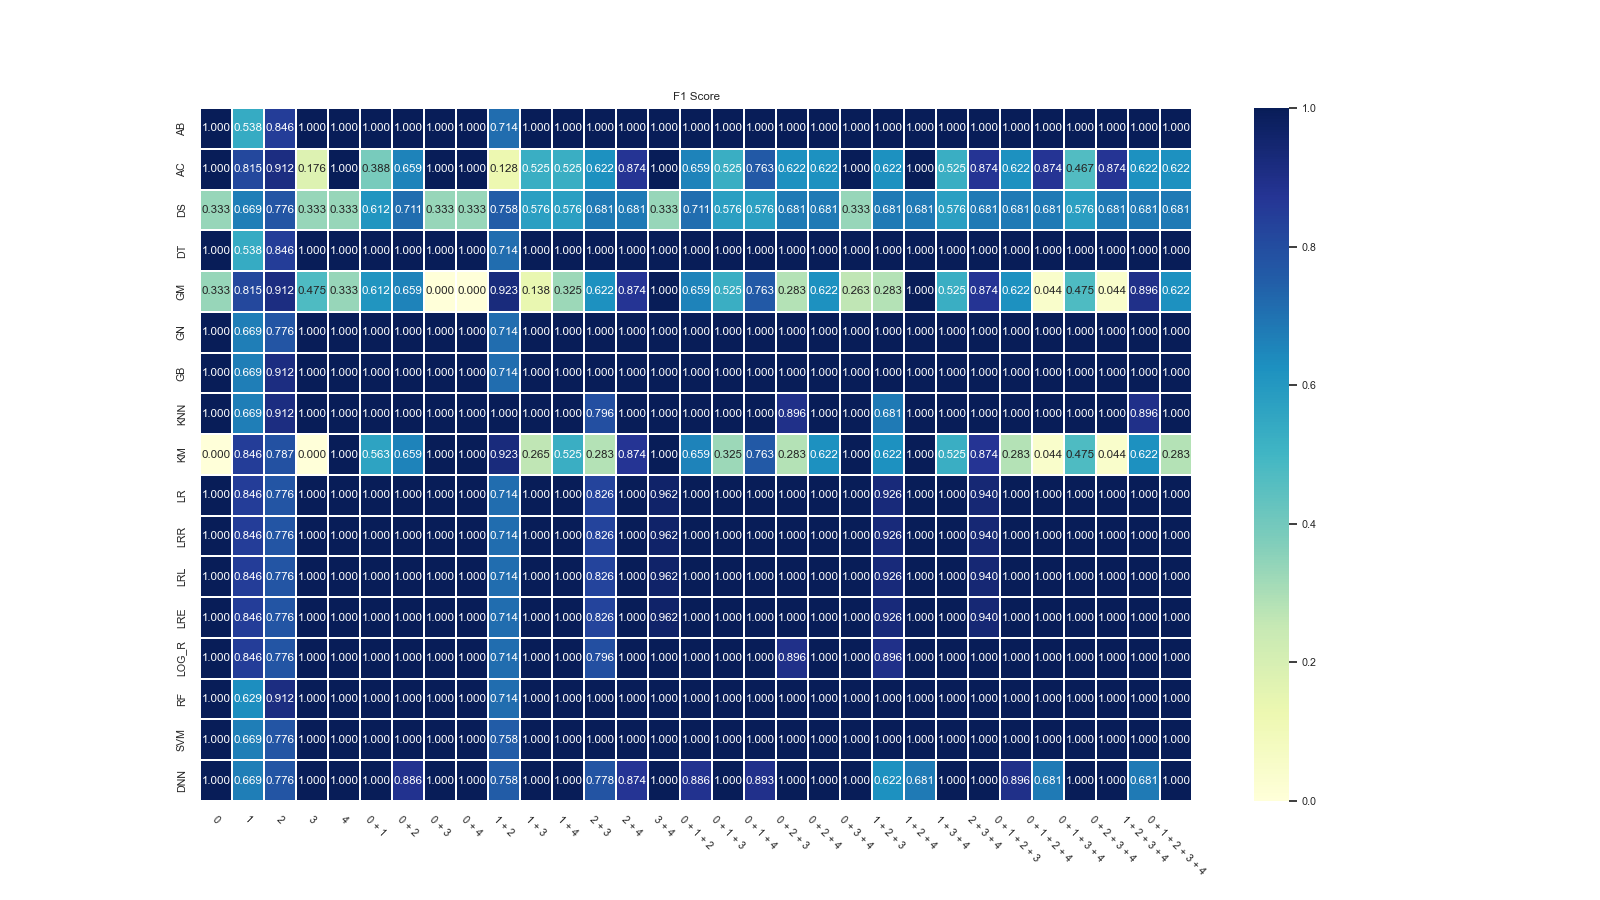 F1 Score
AB 1.000 0.538 0.846 1.000 1.000 1.000 1.000 1.000 1.000 0.714 1.000 1.000 1.000 1.000 1.000 1.000 1.000 1.000 1.000 1.000 1.000 1.000 1.000 1.000 1.000 1.000 1.000 1.000 1.000 1.000 1.000
AC 1.000 0.815 0.912 0.176 1.000 0.388 0.659 1.000 1.000 0.128 0.525 0.525 0.622 0.874 1.000 0.659 0.525 0.763 0.622 0.622 1.000 0.622 1.000 0.525 0.874 0.622 0.874 0.467 0.874 0.622 0.622
DS 0.333 0.669 0.776 0.333 0.333 0.612 0.711 0.333 0.333 0.758 0.576 0.576 0.681 0.681 0.333 0.711 0.576 0.576 0.681 0.681 0.333 0.681 0.681 0.576 0.681 0.681 0.681 0.576 0.681 0.681 0.681
DT 1.000 0.538 0.846 1.000 1.000 1.000 1.000 1.000 1.000 0.714 1.000 1.000 1.000 1.000 1.000 1.000 1.000 1.000 1.000 1.000 1.000 1.000 1.000 1.000 1.000 1.000 1.000 1.000 1.000 1.000 1.000
GM 0.333 0.815 0.912 0.475 0.333 0.612 0.659 0.000 0.000 0.923 0.138 0.325 0.622 0.874 1.000 0.659 0.525 0.763 0.283 0.622 0.263 0.283 1.000 0.525 0.874 0.622 0.044 0.475 0.044 0.896 0.622
GN 1.000 0.669 0.776 1.000 1.000 1.000 1.000 1.000 1.000 0.714 1.000 1.000 1.000 1.000 1.000 1.000 1.000 1.000 1.000 1.000 1.000 1.000 1.000 1.000 1.000 1.000 1.000 1.000 1.000 1.000 1.000
GB 1.000 0.669 0.912 1.000 1.000 1.000 1.000 1.000 1.000 0.714 1.000 1.000 1.000 1.000 1.000 1.000 1.000 1.000 1.000 1.000 1.000 1.000 1.000 1.000 1.000 1.000 1.000 1.000 1.000 1.000 1.000
KNN 1.000 0.669 0.912 1.000 1.000 1.000 1.000 1.000 1.000 1.000 1.000 1.000 0.796 1.000 1.000 1.000 1.000 1.000 0.896 1.000 1.000 0.681 1.000 1.000 1.000 1.000 1.000 1.000 1.000 0.896 1.000
KM 0.000 0.846 0.787 0.000 1.000 0.563 0.659 1.000 1.000 0.923 0.265 0.525 0.283 0.874 1.000 0.659 0.325 0.763 0.283 0.622 1.000 0.622 1.000 0.525 0.874 0.283 0.044 0.475 0.044 0.622 0.283
LR 1.000 0.846 0.776 1.000 1.000 1.000 1.000 1.000 1.000 0.714 1.000 1.000 0.826 1.000 0.962 1.000 1.000 1.000 1.000 1.000 1.000 0.926 1.000 1.000 0.940 1.000 1.000 1.000 1.000 1.000 1.000
LRR 1.000 0.846 0.776 1.000 1.000 1.000 1.000 1.000 1.000 0.714 1.000 1.000 0.826 1.000 0.962 1.000 1.000 1.000 1.000 1.000 1.000 0.926 1.000 1.000 0.940 1.000 1.000 1.000 1.000 1.000 1.000
LRL 1.000 0.846 0.776 1.000 1.000 1.000 1.000 1.000 1.000 0.714 1.000 1.000 0.826 1.000 0.962 1.000 1.000 1.000 1.000 1.000 1.000 0.926 1.000 1.000 0.940 1.000 1.000 1.000 1.000 1.000 1.000
LRE 1.000 0.846 0.776 1.000 1.000 1.000 1.000 1.000 1.000 0.714 1.000 1.000 0.826 1.000 0.962 1.000 1.000 1.000 1.000 1.000 1.000 0.926 1.000 1.000 0.940 1.000 1.000 1.000 1.000 1.000 1.000
LOG_R 1.000 0.846 0.776 1.000 1.000 1.000 1.000 1.000 1.000 0.714 1.000 1.000 0.796 1.000 1.000 1.000 1.000 1.000 0.896 1.000 1.000 0.896 1.000 1.000 1.000 1.000 1.000 1.000 1.000 1.000 1.000
RF 1.000 0.629 0.912 1.000 1.000 1.000 1.000 1.000 1.000 0.714 1.000 1.000 1.000 1.000 1.000 1.000 1.000 1.000 1.000 1.000 1.000 1.000 1.000 1.000 1.000 1.000 1.000 1.000 1.000 1.000 1.000
SVM 1.000 0.669 0.776 1.000 1.000 1.000 1.000 1.000 1.000 0.758 1.000 1.000 1.000 1.000 1.000 1.000 1.000 1.000 1.000 1.000 1.000 1.000 1.000 1.000 1.000 1.000 1.000 1.000 1.000 1.000 1.000
DNN 1.000 0.669 0.776 1.000 1.000 1.000 0.886 1.000 1.000 0.758 1.000 1.000 0.778 0.874 1.000 0.886 1.000 0.893 1.000 1.000 1.000 0.622 0.681 1.000 1.000 0.896 0.681 1.000 1.000 0.681 1.000
0 1 2 3 4 0 + 1 0 + 2 0 + 3 0 + 4 1 + 2 1 + 3 1 + 4 2 + 3 2 + 4 3 + 4 0 + 1 + 2 0 + 1 + 3 0 + 1 + 4 0 + 2 + 3 0 + 2 + 4 0 + 3 + 4 1 + 2 + 3 1 + 2 + 4 1 + 3 + 4 2 + 3 + 4 0 + 1 + 2 + 3 0 + 1 + 2 + 4 0 + 1 + 3 + 4 0 + 2 + 3 + 4 1 + 2 + 3 + 4 0 + 1 + 2 + 3 + 4
1.0
0.8
0.6
0.4
0.2
0.0